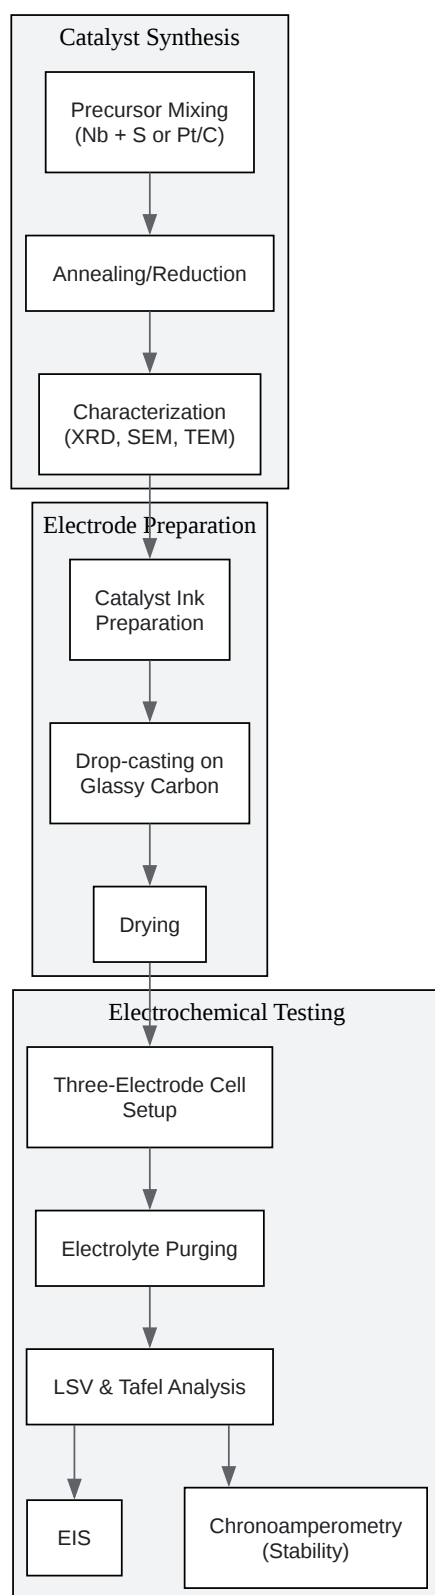 Catalyst Synthesis
Precursor Mixing
(Nb + S or Pt/C)
Annealing/Reduction
Characterization
(XRD, SEM, TEM)
Electrode Preparation
Catalyst Ink
Preparation
Drop-casting on
Glassy Carbon
Drying
Electrochemical Testing
Three-Electrode Cell
Setup
Electrolyte Purging
LSV & Tafel Analysis
EIS
Chronoamperometry
(Stability)